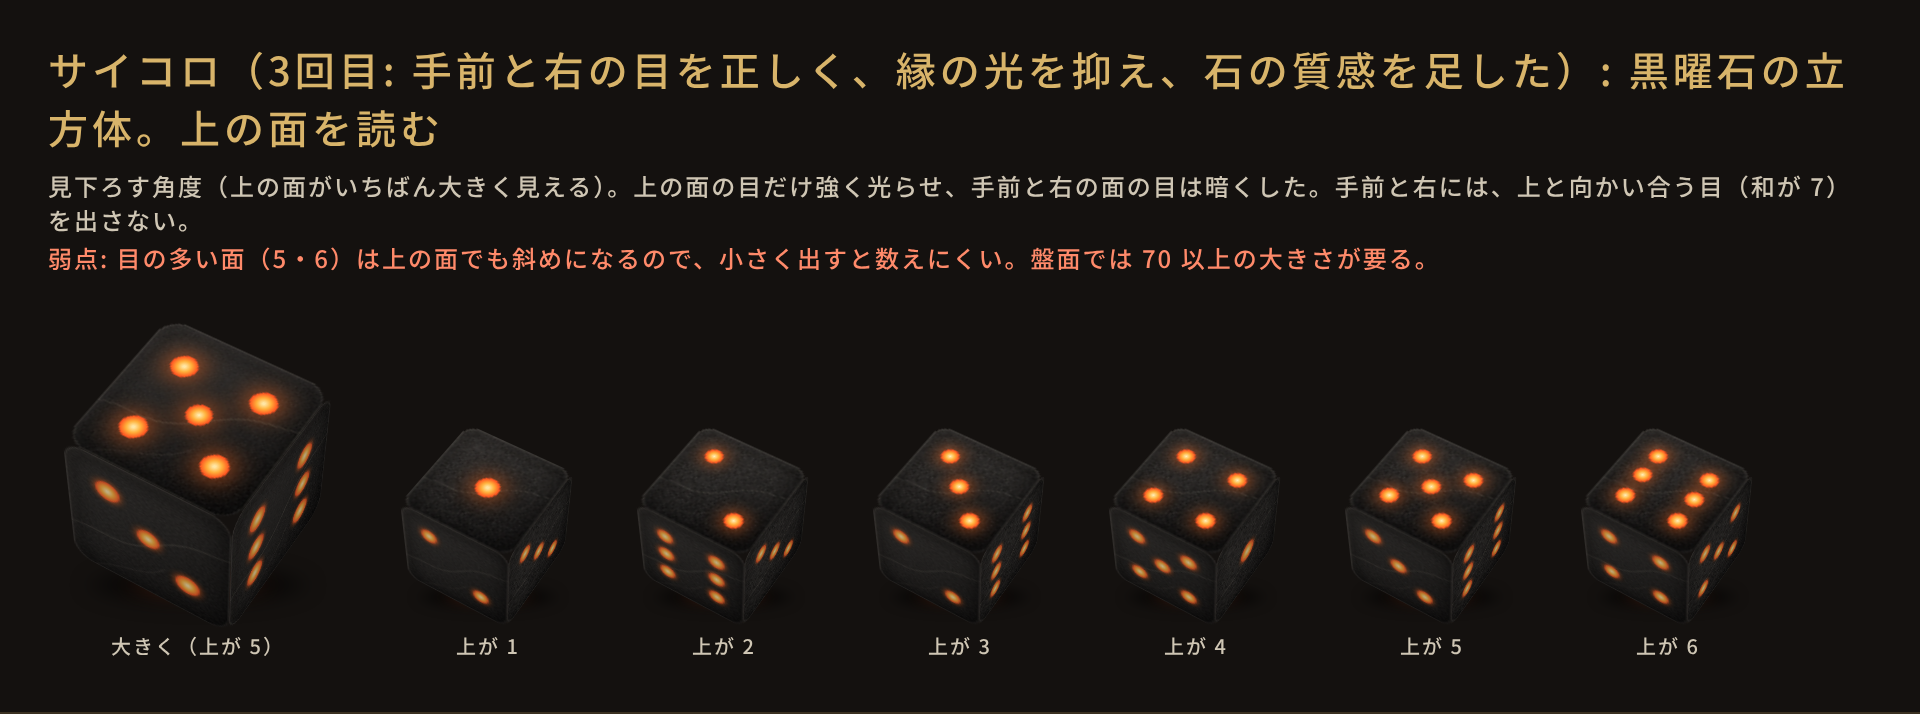 サイコロ（3回目: 手前と右の目を正しく、縁の光を抑え、石の質感を足した）: 黒曜石の立
方体。上の面を読む
見下ろす角度（上の面がいちばん大きく見える）。上の面の目だけ強く光らせ、手前と右の面の目は暗くした。手前と右には、上と向かい合う目（和が 7）
を出さない。
弱点: 目の多い面（5・6）は上の面でも斜めになるので、小さく出すと数えにくい。盤面では 70 以上の大きさが要る。
大きく（上が 5）
上が 1
上が 2
上が 3
上が 4
上が 5
上が 6